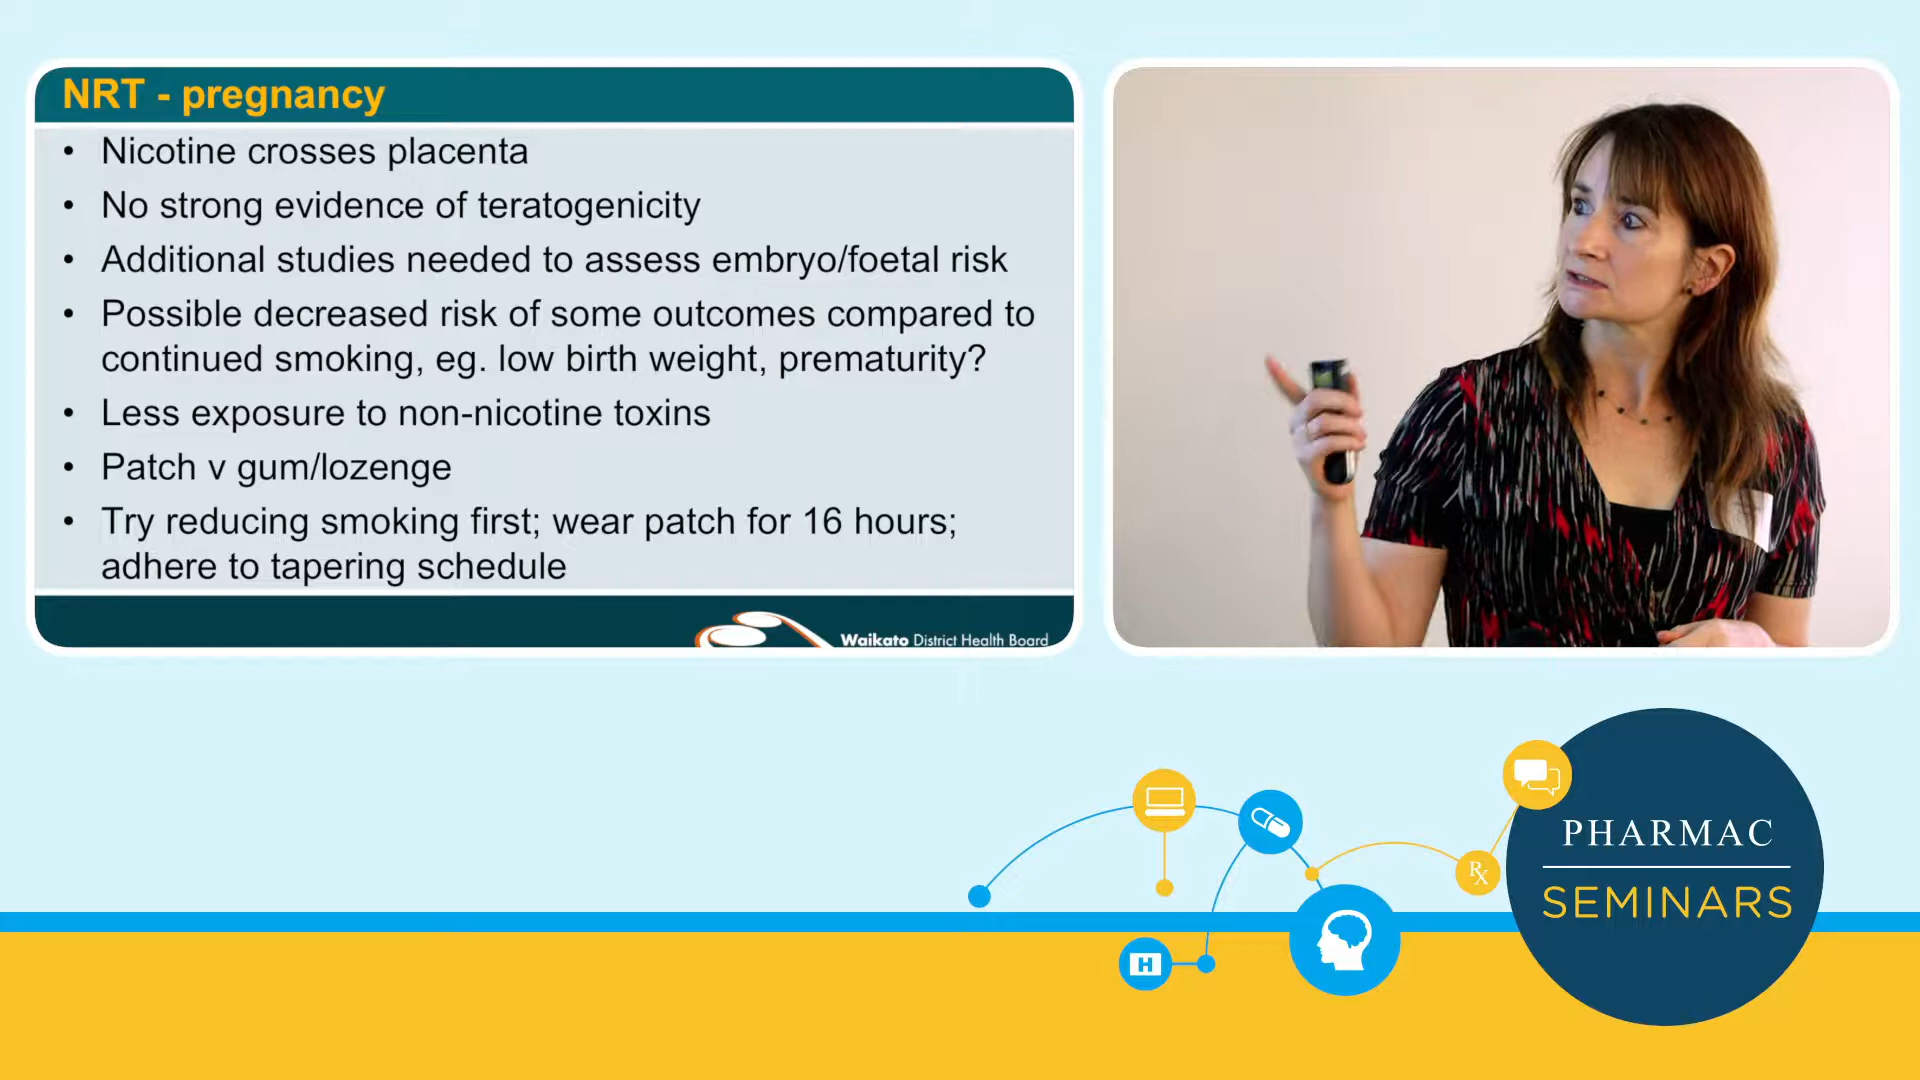 NRT - pregnancy
• Nicotine crosses placenta
• No strong evidence of teratogenicity
• Additional studies needed to assess embryo/foetal risk
• Possible decreased risk of some outcomes compared to
continued smoking, eg. low birth weight, prematurity?
• Less exposure to non-nicotine toxins
• Patch v gum/lozenge
• Try reducing smoking first; wear patch for 16 hours;
adhere to tapering schedule
Waikato District Health Board
PHARMAC
SEMINARS
Rx
H